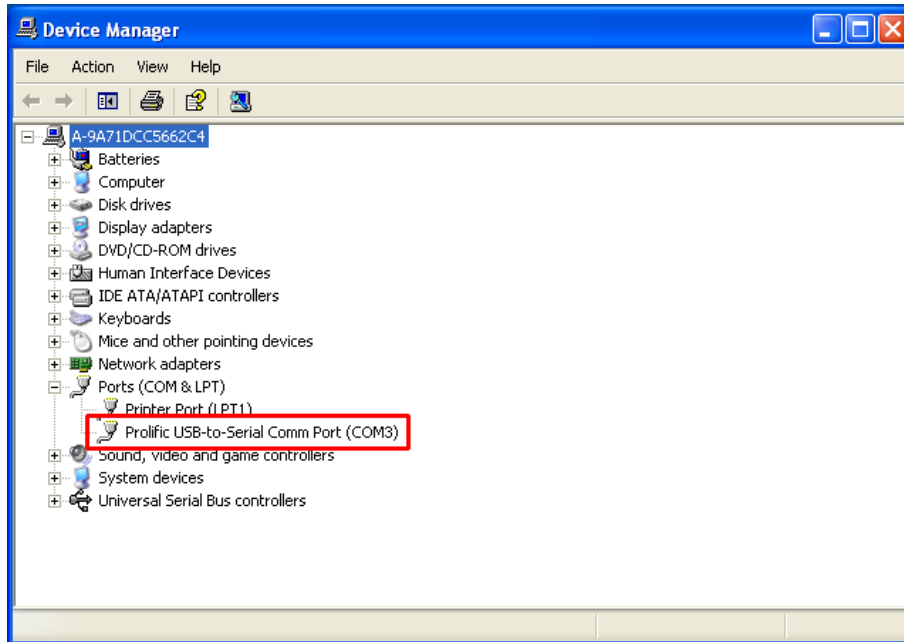 Device Manager
File Action View Help
A-9A71DCC5662C4
Batteries
Computer
Disk drives
Display adapters
DVD/CD-ROM drives
Human Interface Devices
IDE ATA/ATAPI controllers
Keyboards
Mice and other pointing devices
Network adapters
Ports (COM & LPT)
Printer Port (LPT1)
Prolific USB-to-Serial Comm Port (COM3)
Sound, video and game controllers
System devices
Universal Serial Bus controllers